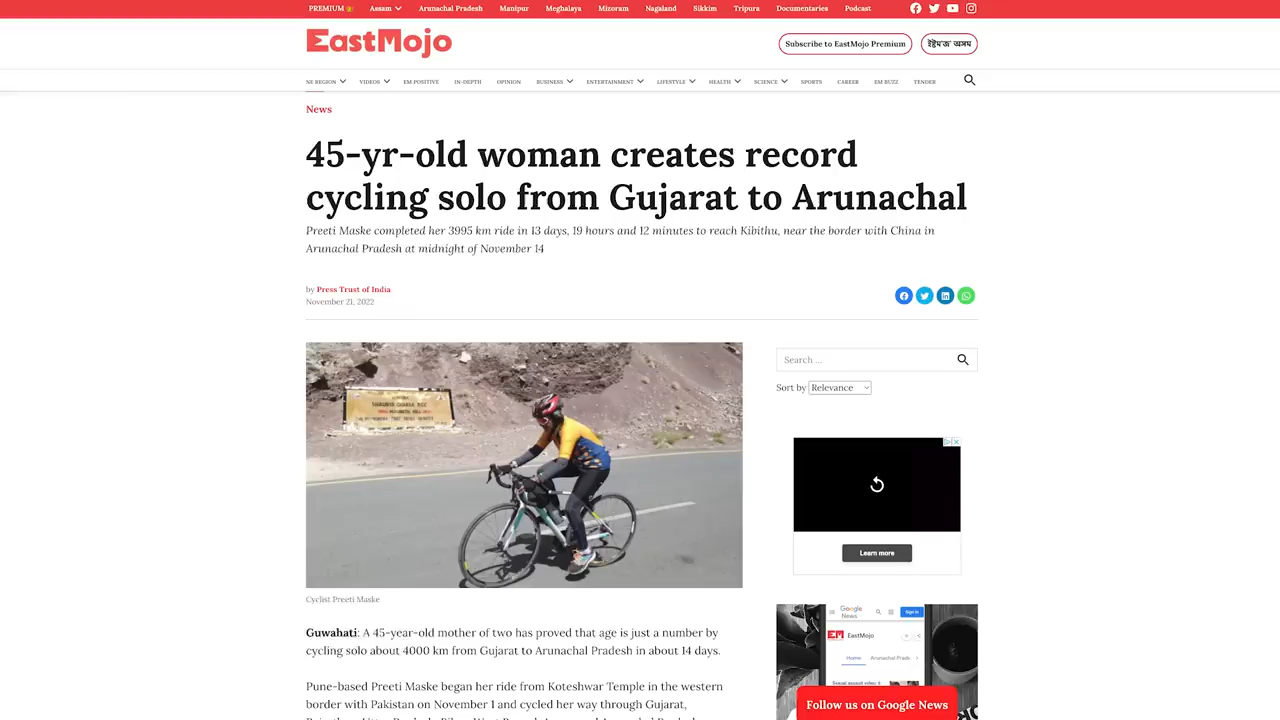 PREMIUM Assam Arunachal Pradesh Manipur Meghalaya Mizoram Nagaland Sikkim Tripura Documentaries Podcast
EastMojo
Subscribe to EastMojo Premium
NE REGION VIDEOS EM POSITIVE IN-DEPTH OPINION BUSINESS ENTERTAINMENT LIFESTYLE HEALTH SCIENCE SPORTS CAREER EM BUZZ TENDER
News
45-yr-old woman creates record
cycling solo from Gujarat to Arunachal
Preeti Maske completed her 3995 km ride in 13 days, 19 hours and 12 minutes to reach Kibithu, near the border with China in
Arunachal Pradesh at midnight of November 14
by Press Trust of India
November 21, 2022
Search ...
Sort by Relevance
Learn more
Cyclist Preeti Maske
Guwahati: A 45-year-old mother of two has proved that age is just a number by
cycling solo about 4000 km from Gujarat to Arunachal Pradesh in about 14 days.
Pune-based Preeti Maske began her ride from Koteshwar Temple in the western
border with Pakistan on November 1 and cycled her way through Gujarat,
Google
News
Sign in
EM EastMojo
Home Arunachal Prade
Follow us on Google News